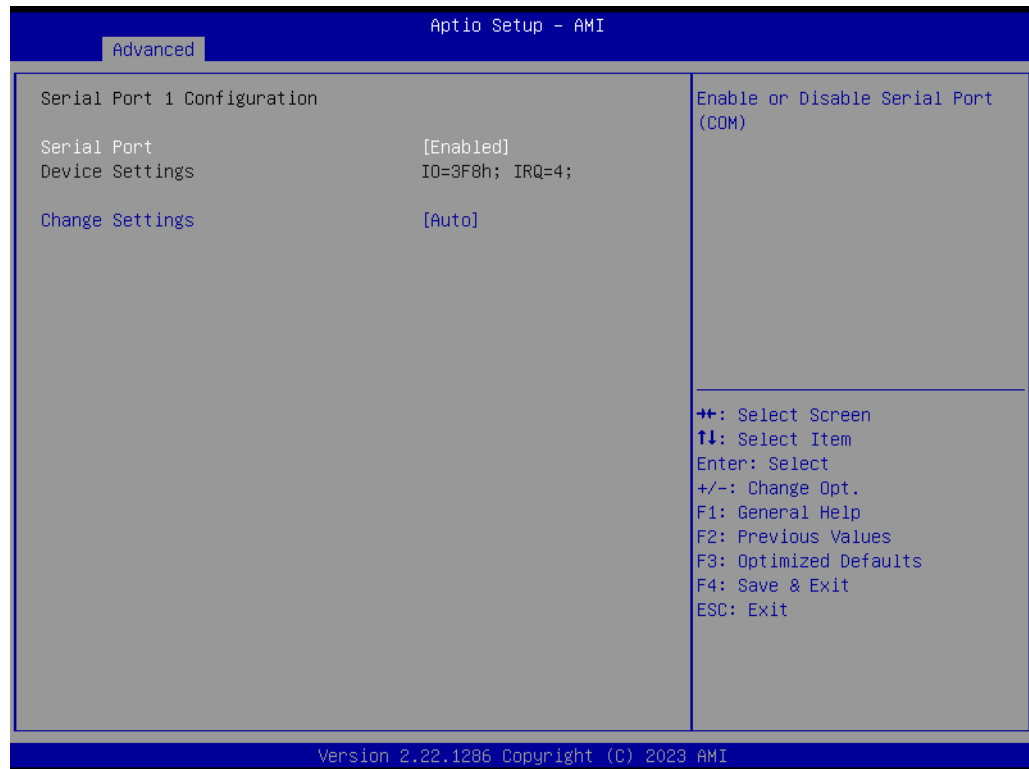 Aptio Setup – AMI
Advanced
Serial Port 1 Configuration
Serial Port [Enabled]
Device Settings IO=3F8h; IRQ=4;
Change Settings [Auto]
Enable or Disable Serial Port
(COM)
→←: Select Screen
↑↓: Select Item
Enter: Select
+/-: Change Opt.
F1: General Help
F2: Previous Values
F3: Optimized Defaults
F4: Save & Exit
ESC: Exit
Version 2.22.1286 Copyright (C) 2023 AMI